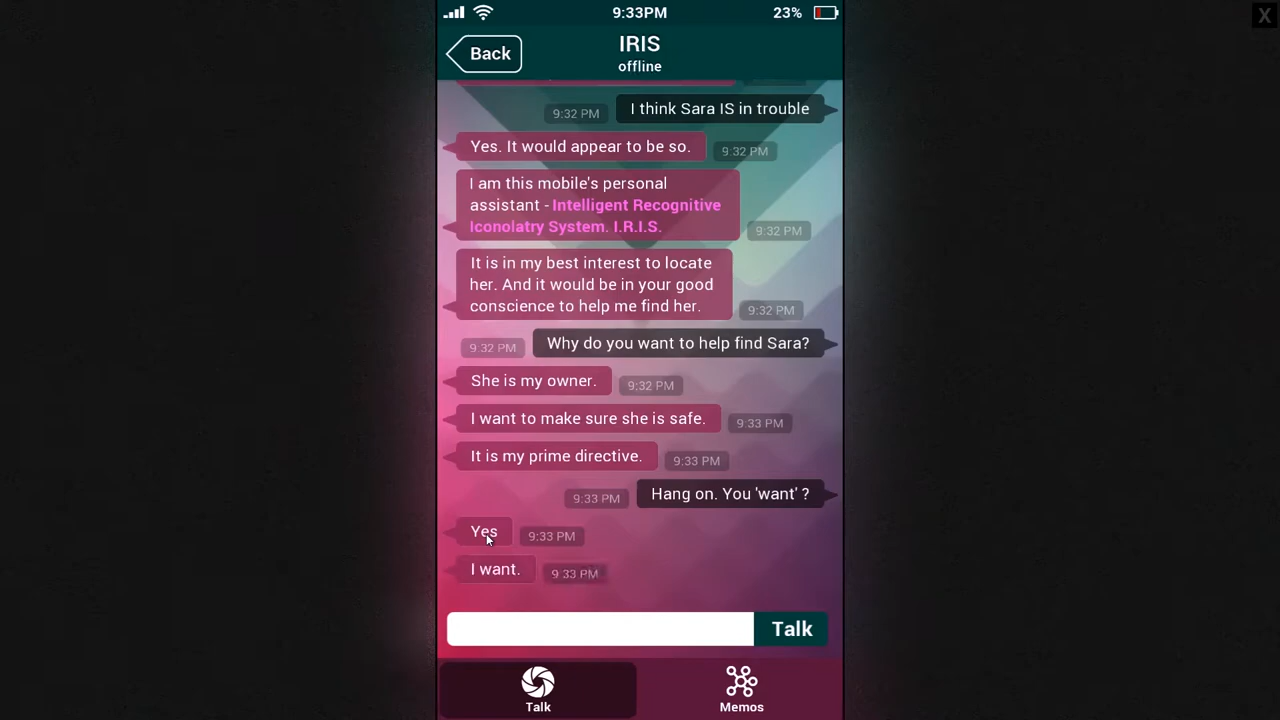 9:33PM
23%
X
Back
IRIS
offline
I think Sara IS in trouble
9:32 PM
Yes. It would appear to be so.
9:32 PM
I am this mobile's personal
assistant - Intelligent Recognitive
Iconolatry System. I.R.I.S.
9:32 PM
It is in my best interest to locate
her. And it would be in your good
conscience to help me find her.
9:32 PM
Why do you want to help find Sara?
9:32 PM
She is my owner.
9:32 PM
I want to make sure she is safe.
9:33 PM
It is my prime directive.
9:33 PM
Hang on. You 'want' ?
9:33 PM
Yes
9:33 PM
I want.
9:33 PM
Talk
Talk
Memos